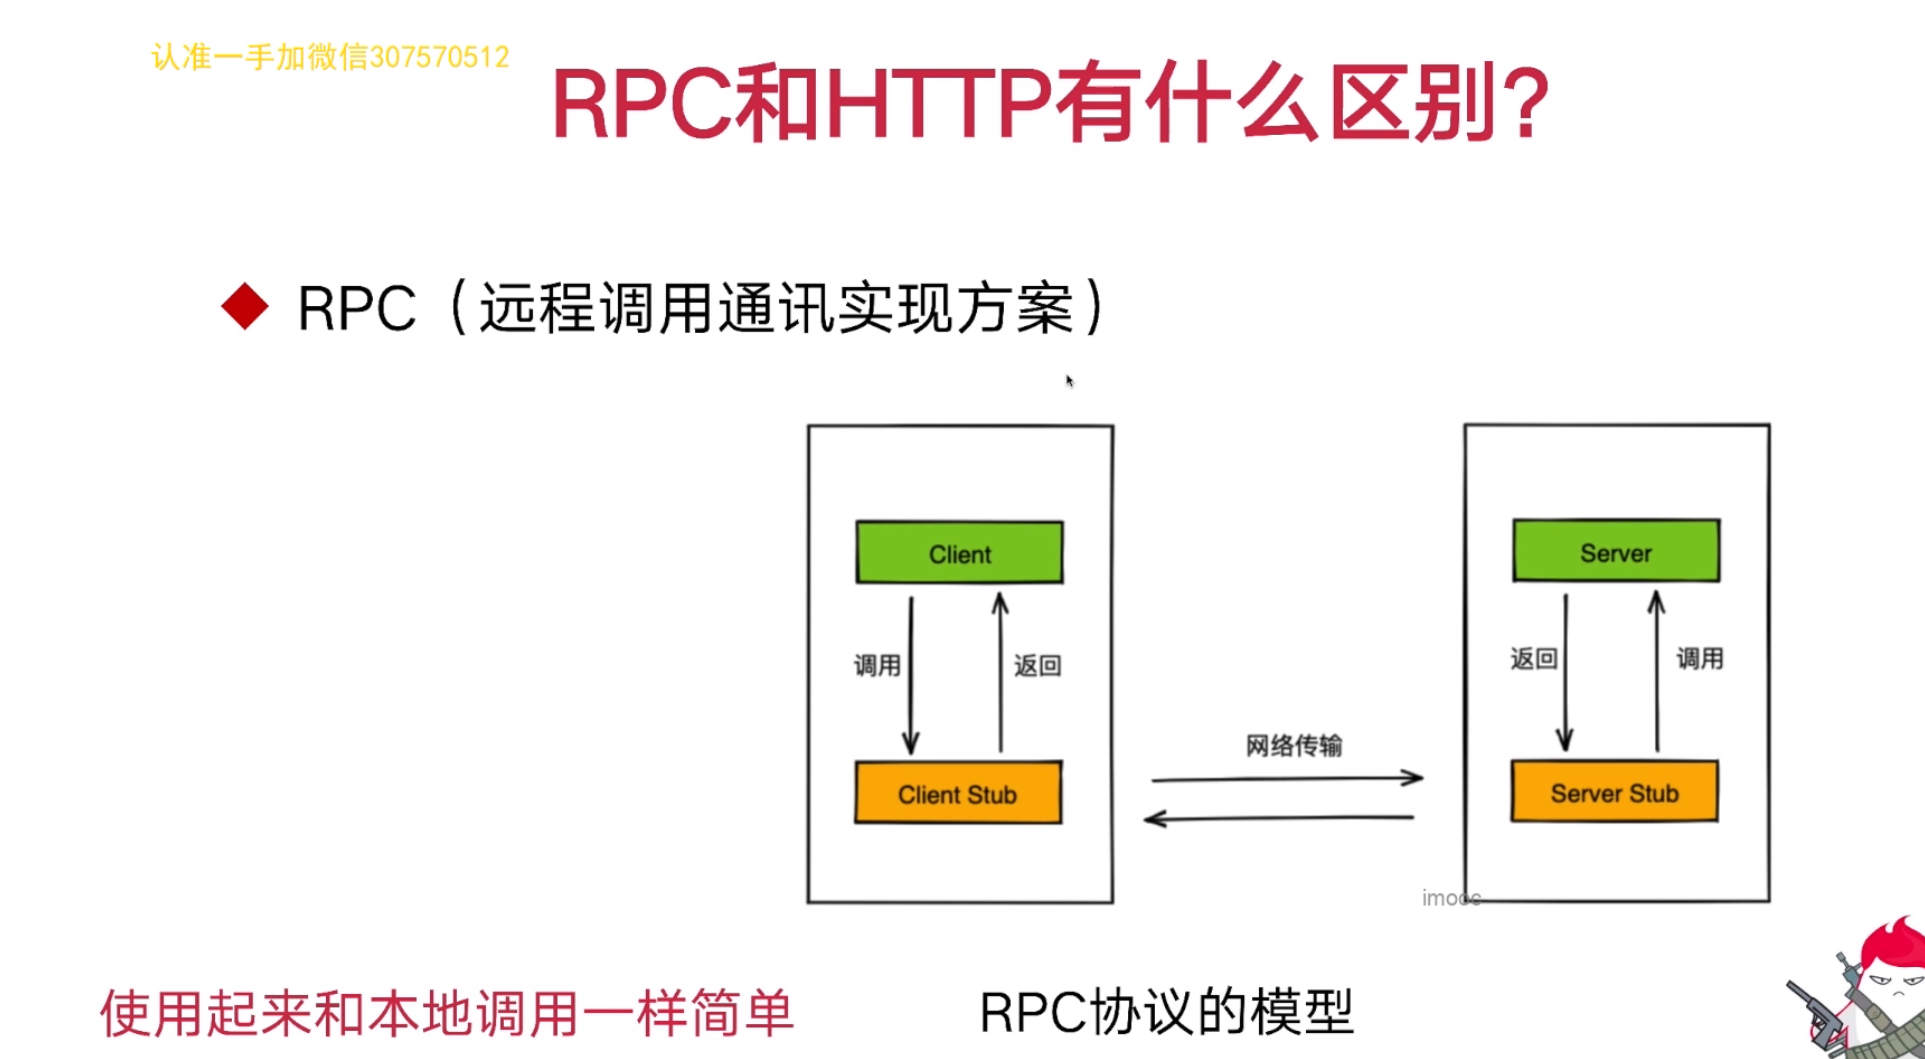 认准一手加微信307570512
RPC和HTTP有什么区别?
RPC（远程调用通讯实现方案）
Client
Server
调用
返回
返回
调用
网络传输
Client Stub
Server Stub
imooc
使用起来和本地调用一样简单
RPC协议的模型